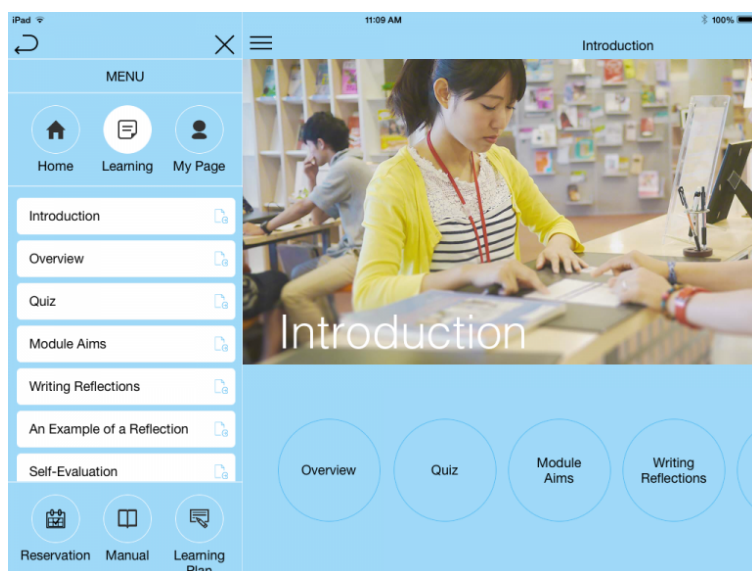 iPad
11:09 AM
100%
MENU
Home
Learning
My Page
Introduction
Overview
Quiz
Module Aims
Writing Reflections
An Example of a Reflection
Self-Evaluation
Reservation
Manual
Learning
Plan
Introduction
Introduction
Overview
Quiz
Module
Aims
Writing
Reflections